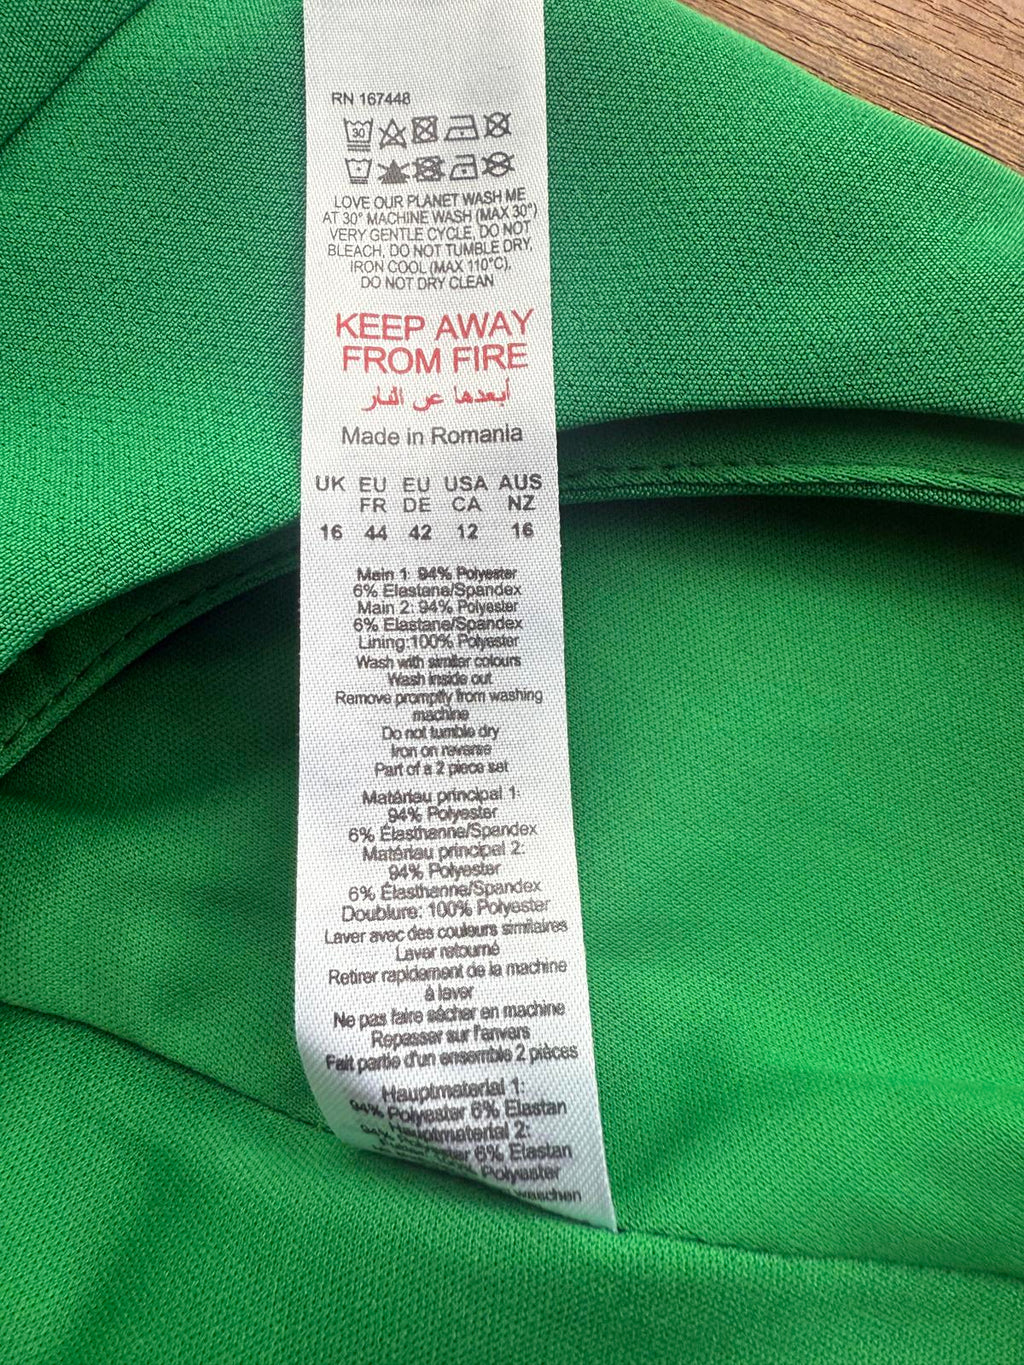 RN 167448
30
LOVE OUR PLANET WASH ME
AT 30° MACHINE WASH (MAX 30°)
VERY GENTLE CYCLE, DO NOT
BLEACH, DO NOT TUMBLE DRY,
IRON COOL (MAX 110°C),
DO NOT DRY CLEAN
KEEP AWAY
FROM FIRE
أبعدها عن النار
Made in Romania
UK EU EU USA AUS
FR DE CA NZ
16 44 42 12 16
Main 1: 94% Polyester
6% Elastane/Spandex
Main 2: 94% Polyester
6% Elastane/Spandex
Lining:100% Polyester
Wash with similar colours
Wash inside out
Remove promptly from washing
machine
Do not tumble dry
Iron on reverse
Part of a 2 piece set
Matériau principal 1:
94% Polyester
6% Élasthanne/Spandex
Matériau principal 2:
94% Polyester
6% Élasthanne/Spandex
Doublure: 100% Polyester
Laver avec des couleurs similaires
Laver retourné
Retirer rapidement de la machine
à laver
Ne pas faire sécher en machine
Repasser sur l'envers
Fait partie d'un ensemble 2 pièces
Hauptmaterial 1:
94% Polyester 6% Elastan
Hauptmaterial 2:
94% 6% Elastan
Polyester
waschen